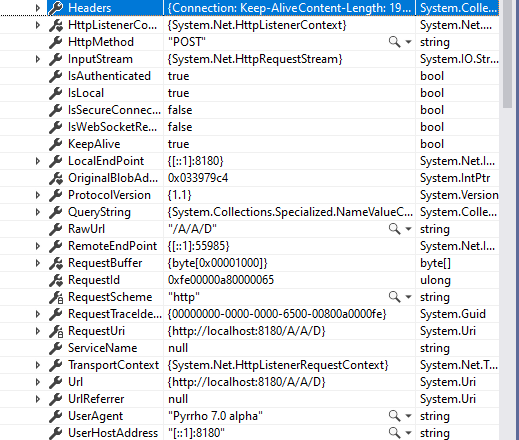 Headers {Connection: Keep-AliveContent-Length: 19... System.Colle...
HttpListenerCo... {System.Net.HttpListenerContext} System.Net....
HttpMethod "POST" string
InputStream {System.Net.HttpRequestStream} System.IO.Str...
IsAuthenticated true bool
IsLocal true bool
IsSecureConnec... false bool
IsWebSocketRe... false bool
KeepAlive true bool
LocalEndPoint {[::1]:8180} System.Net.I...
OriginalBlobAd... 0x033979c4 System.IntPtr
ProtocolVersion {1.1} System.Version
QueryString {System.Collections.Specialized.NameValueC... System.Colle...
RawUrl "/A/A/D" string
RemoteEndPoint {[::1]:55985} System.Net.I...
RequestBuffer {byte[0x00001000]} byte[]
RequestId 0xfe00000a80000065 ulong
RequestScheme "http" string
RequestTraceIde... {00000000-0000-0000-6500-00800a0000fe} System.Guid
RequestUri {http://localhost:8180/A/A/D} System.Uri
ServiceName null string
TransportContext {System.Net.HttpListenerRequestContext} System.Net.T...
Url {http://localhost:8180/A/A/D} System.Uri
UrlReferrer null System.Uri
UserAgent "Pyrrho 7.0 alpha" string
UserHostAddress "[::1]:8180" string